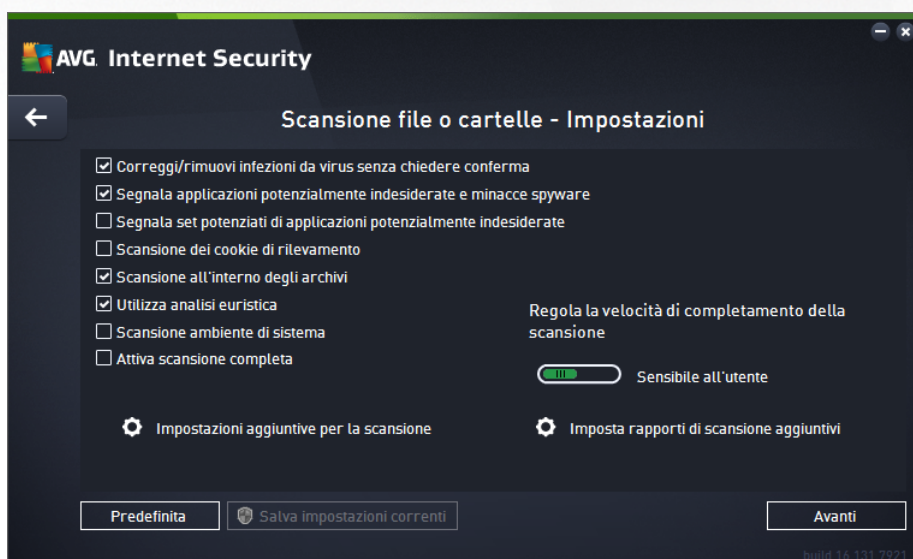 AVG. Internet Security
Scansione file o cartelle - Impostazioni
Correggi/rimuovi infezioni da virus senza chiedere conferma
Segnala applicazioni potenzialmente indesiderate e minacce spyware
Segnala set potenziati di applicazioni potenzialmente indesiderate
Scansione dei cookie di rilevamento
Scansione all'interno degli archivi
Utilizza analisi euristica
Scansione ambiente di sistema
Attiva scansione completa
Regola la velocità di completamento della
scansione
Sensibile all'utente
Impostazioni aggiuntive per la scansione
Imposta rapporti di scansione aggiuntivi
Predefinita
Salva impostazioni correnti
Avanti
build 16.131.7921